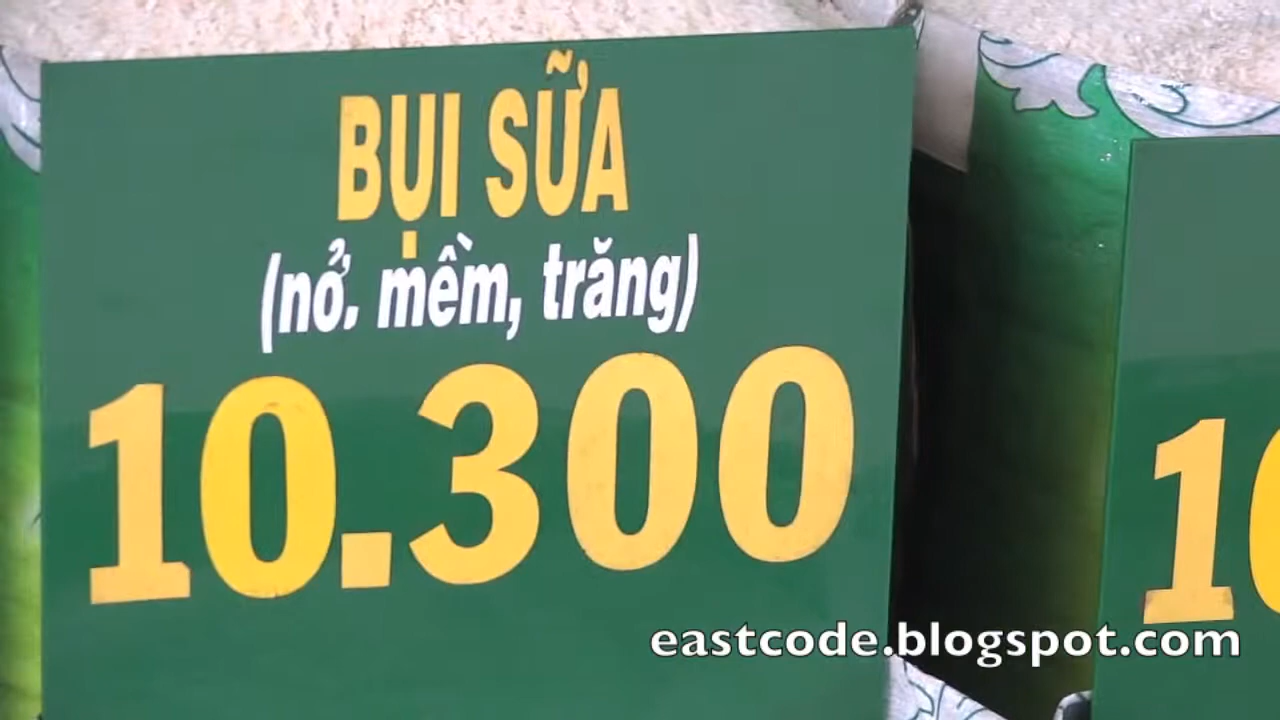 BỤI SỮA
(nở, mềm, trăng)
10.300
eastcode.blogspot.com